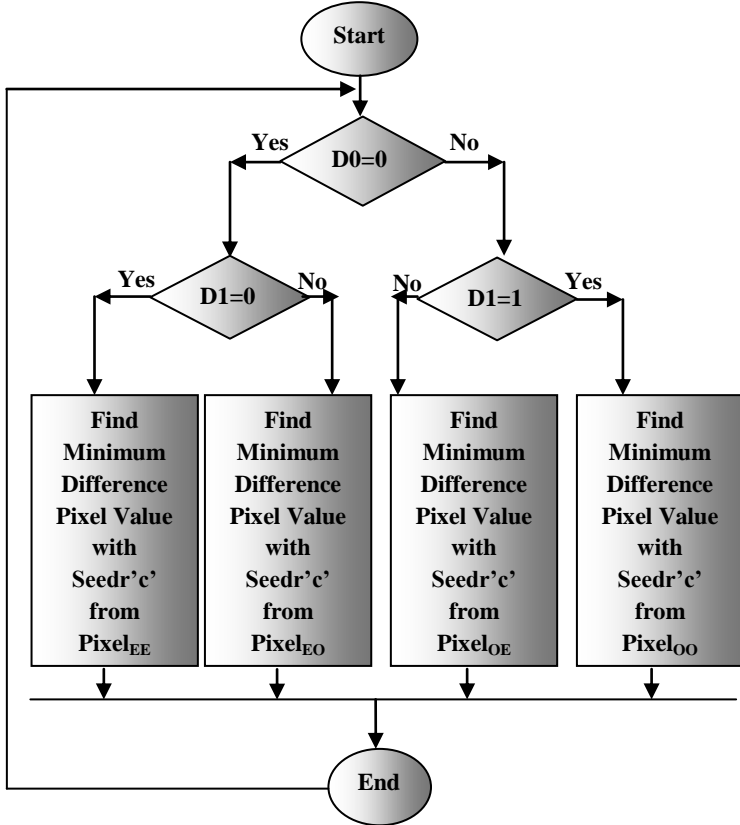 Start
Yes
No
D0=0
Yes
No
No
Yes
D1=0
D1=1
Find
Minimum
Difference
Pixel Value
with
Seedr’c’
from
PixelEE
Find
Minimum
Difference
Pixel Value
with
Seedr’c’
from
PixelEO
Find
Minimum
Difference
Pixel Value
with
Seedr’c’
from
PixelOE
Find
Minimum
Difference
Pixel Value
with
Seedr’c’
from
PixelOO
End